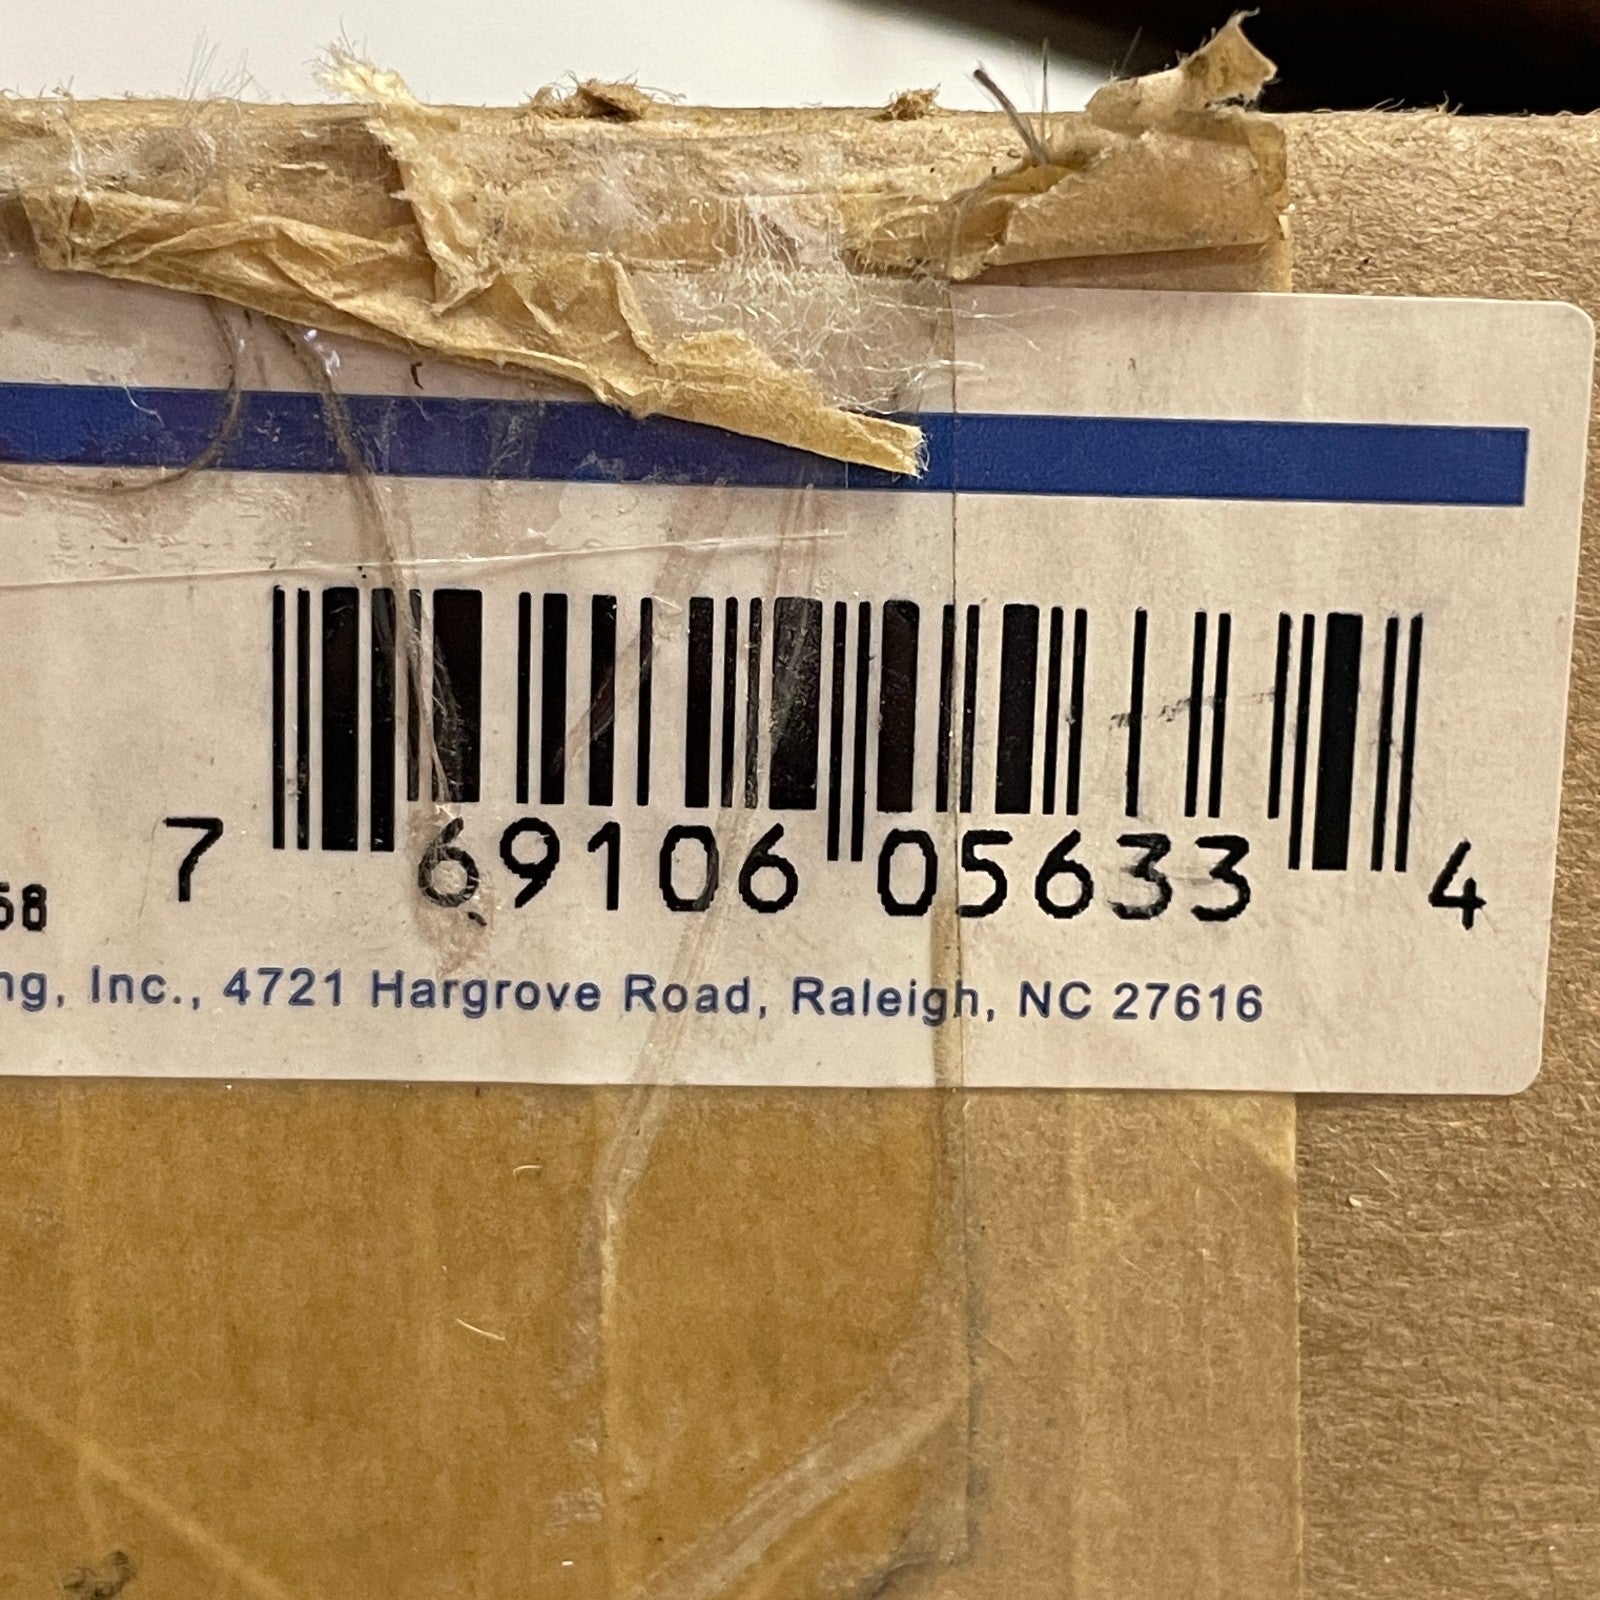 58
7 69106 05633 4
ng, Inc., 4721 Hargrove Road, Raleigh, NC 27616